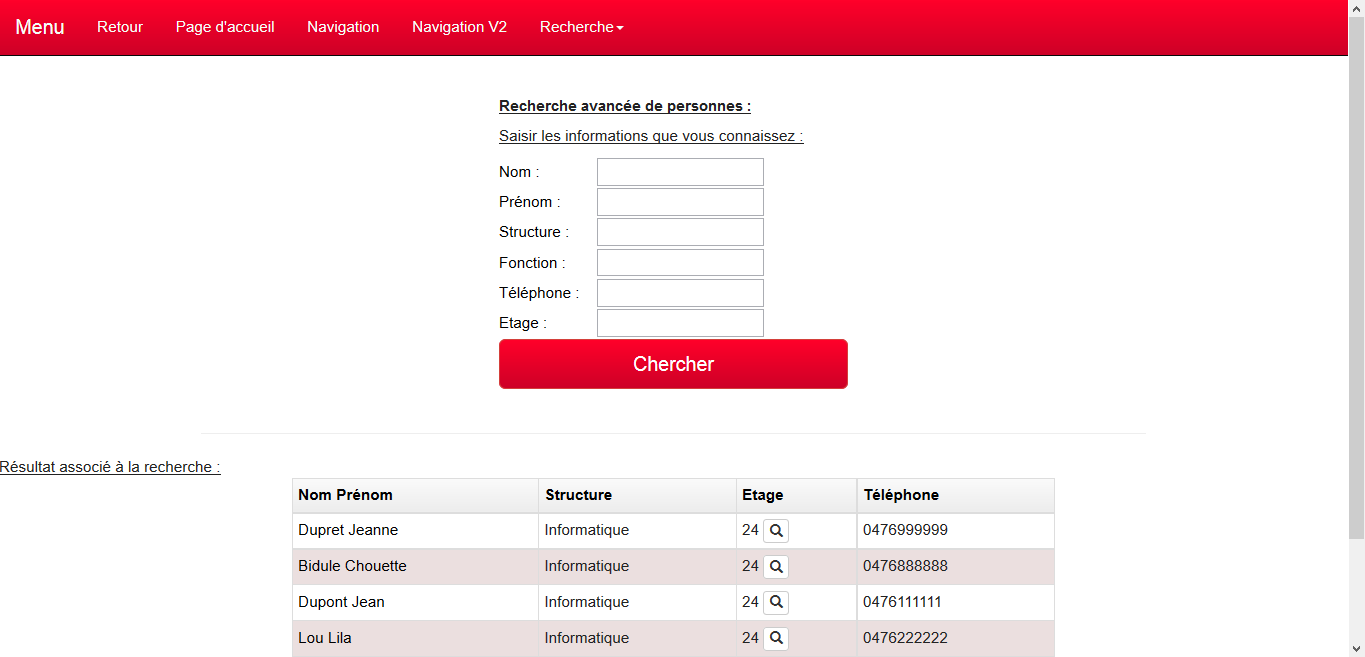 Menu Retour Page d'accueil Navigation Navigation V2 Recherche
Recherche avancée de personnes :
Saisir les informations que vous connaissez :
Nom :
Prénom :
Structure :
Fonction :
Téléphone :
Etage :
Chercher
Résultat associé à la recherche :
Nom Prénom Structure Etage Téléphone
Dupret Jeanne Informatique 24 0476999999
Bidule Chouette Informatique 24 0476888888
Dupont Jean Informatique 24 0476111111
Lou Lila Informatique 24 0476222222